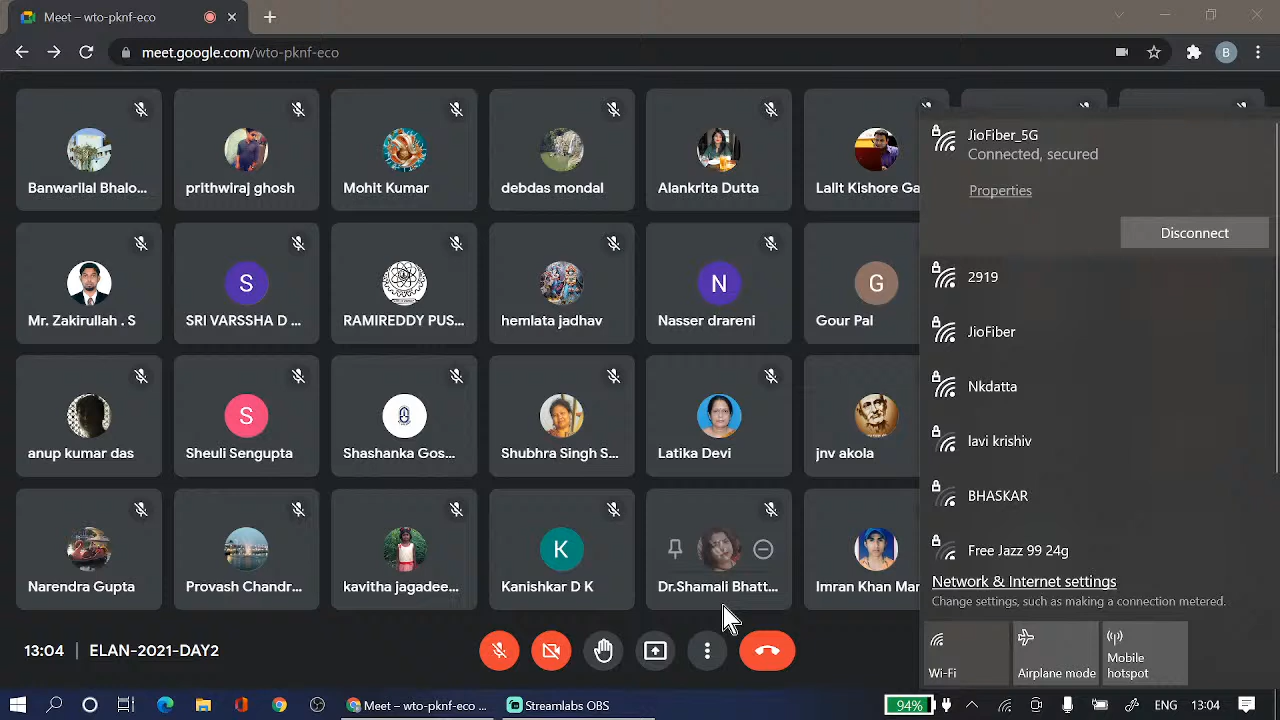 Meet – wto-pknf-eco
meet.google.com/wto-pknf-eco
B
Banwarilal Bhalo...
prithwiraj ghosh
Mohit Kumar
debdas mondal
Alankrita Dutta
Lalit Kishore Ga
Mr. Zakirullah . S
S
SRI VARSSHA D ...
RAMIREDDY PUS...
hemlata jadhav
N
Nasser drareni
G
Gour Pal
anup kumar das
S
Sheuli Sengupta
Shashanka Gos...
Shubhra Singh S...
Latika Devi
jnv akola
Narendra Gupta
Provash Chandr...
kavitha jagadee...
K
Kanishkar D K
Dr.Shamali Bhatt...
Imran Khan Mar
13:04 | ELAN-2021-DAY2
JioFiber_5G
Connected, secured
Properties
Disconnect
2919
JioFiber
Nkdatta
lavi krishiv
BHASKAR
Free Jazz 99 24g
Network & Internet settings
Change settings, such as making a connection metered.
Wi-Fi
Airplane mode
Mobile
hotspot
Meet – wto-pknf-eco ...
Streamlabs OBS
94%
ENG
13:04